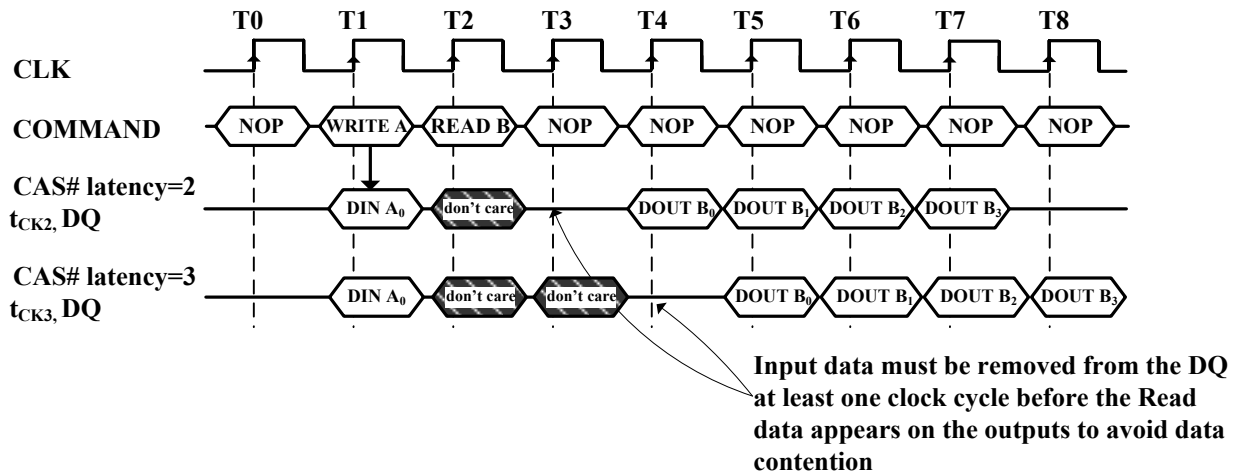 T0 T1 T2 T3 T4 T5 T6 T7 T8
CLK
COMMAND NOP WRITE A READ B NOP NOP NOP NOP NOP NOP
CAS# latency=2
tCK2, DQ DIN A0 don't care DOUT B0 DOUT B1 DOUT B2 DOUT B3
CAS# latency=3
tCK3, DQ DIN A0 don't care don't care DOUT B0 DOUT B1 DOUT B2 DOUT B3
Input data must be removed from the DQ
at least one clock cycle before the Read
data appears on the outputs to avoid data
contention